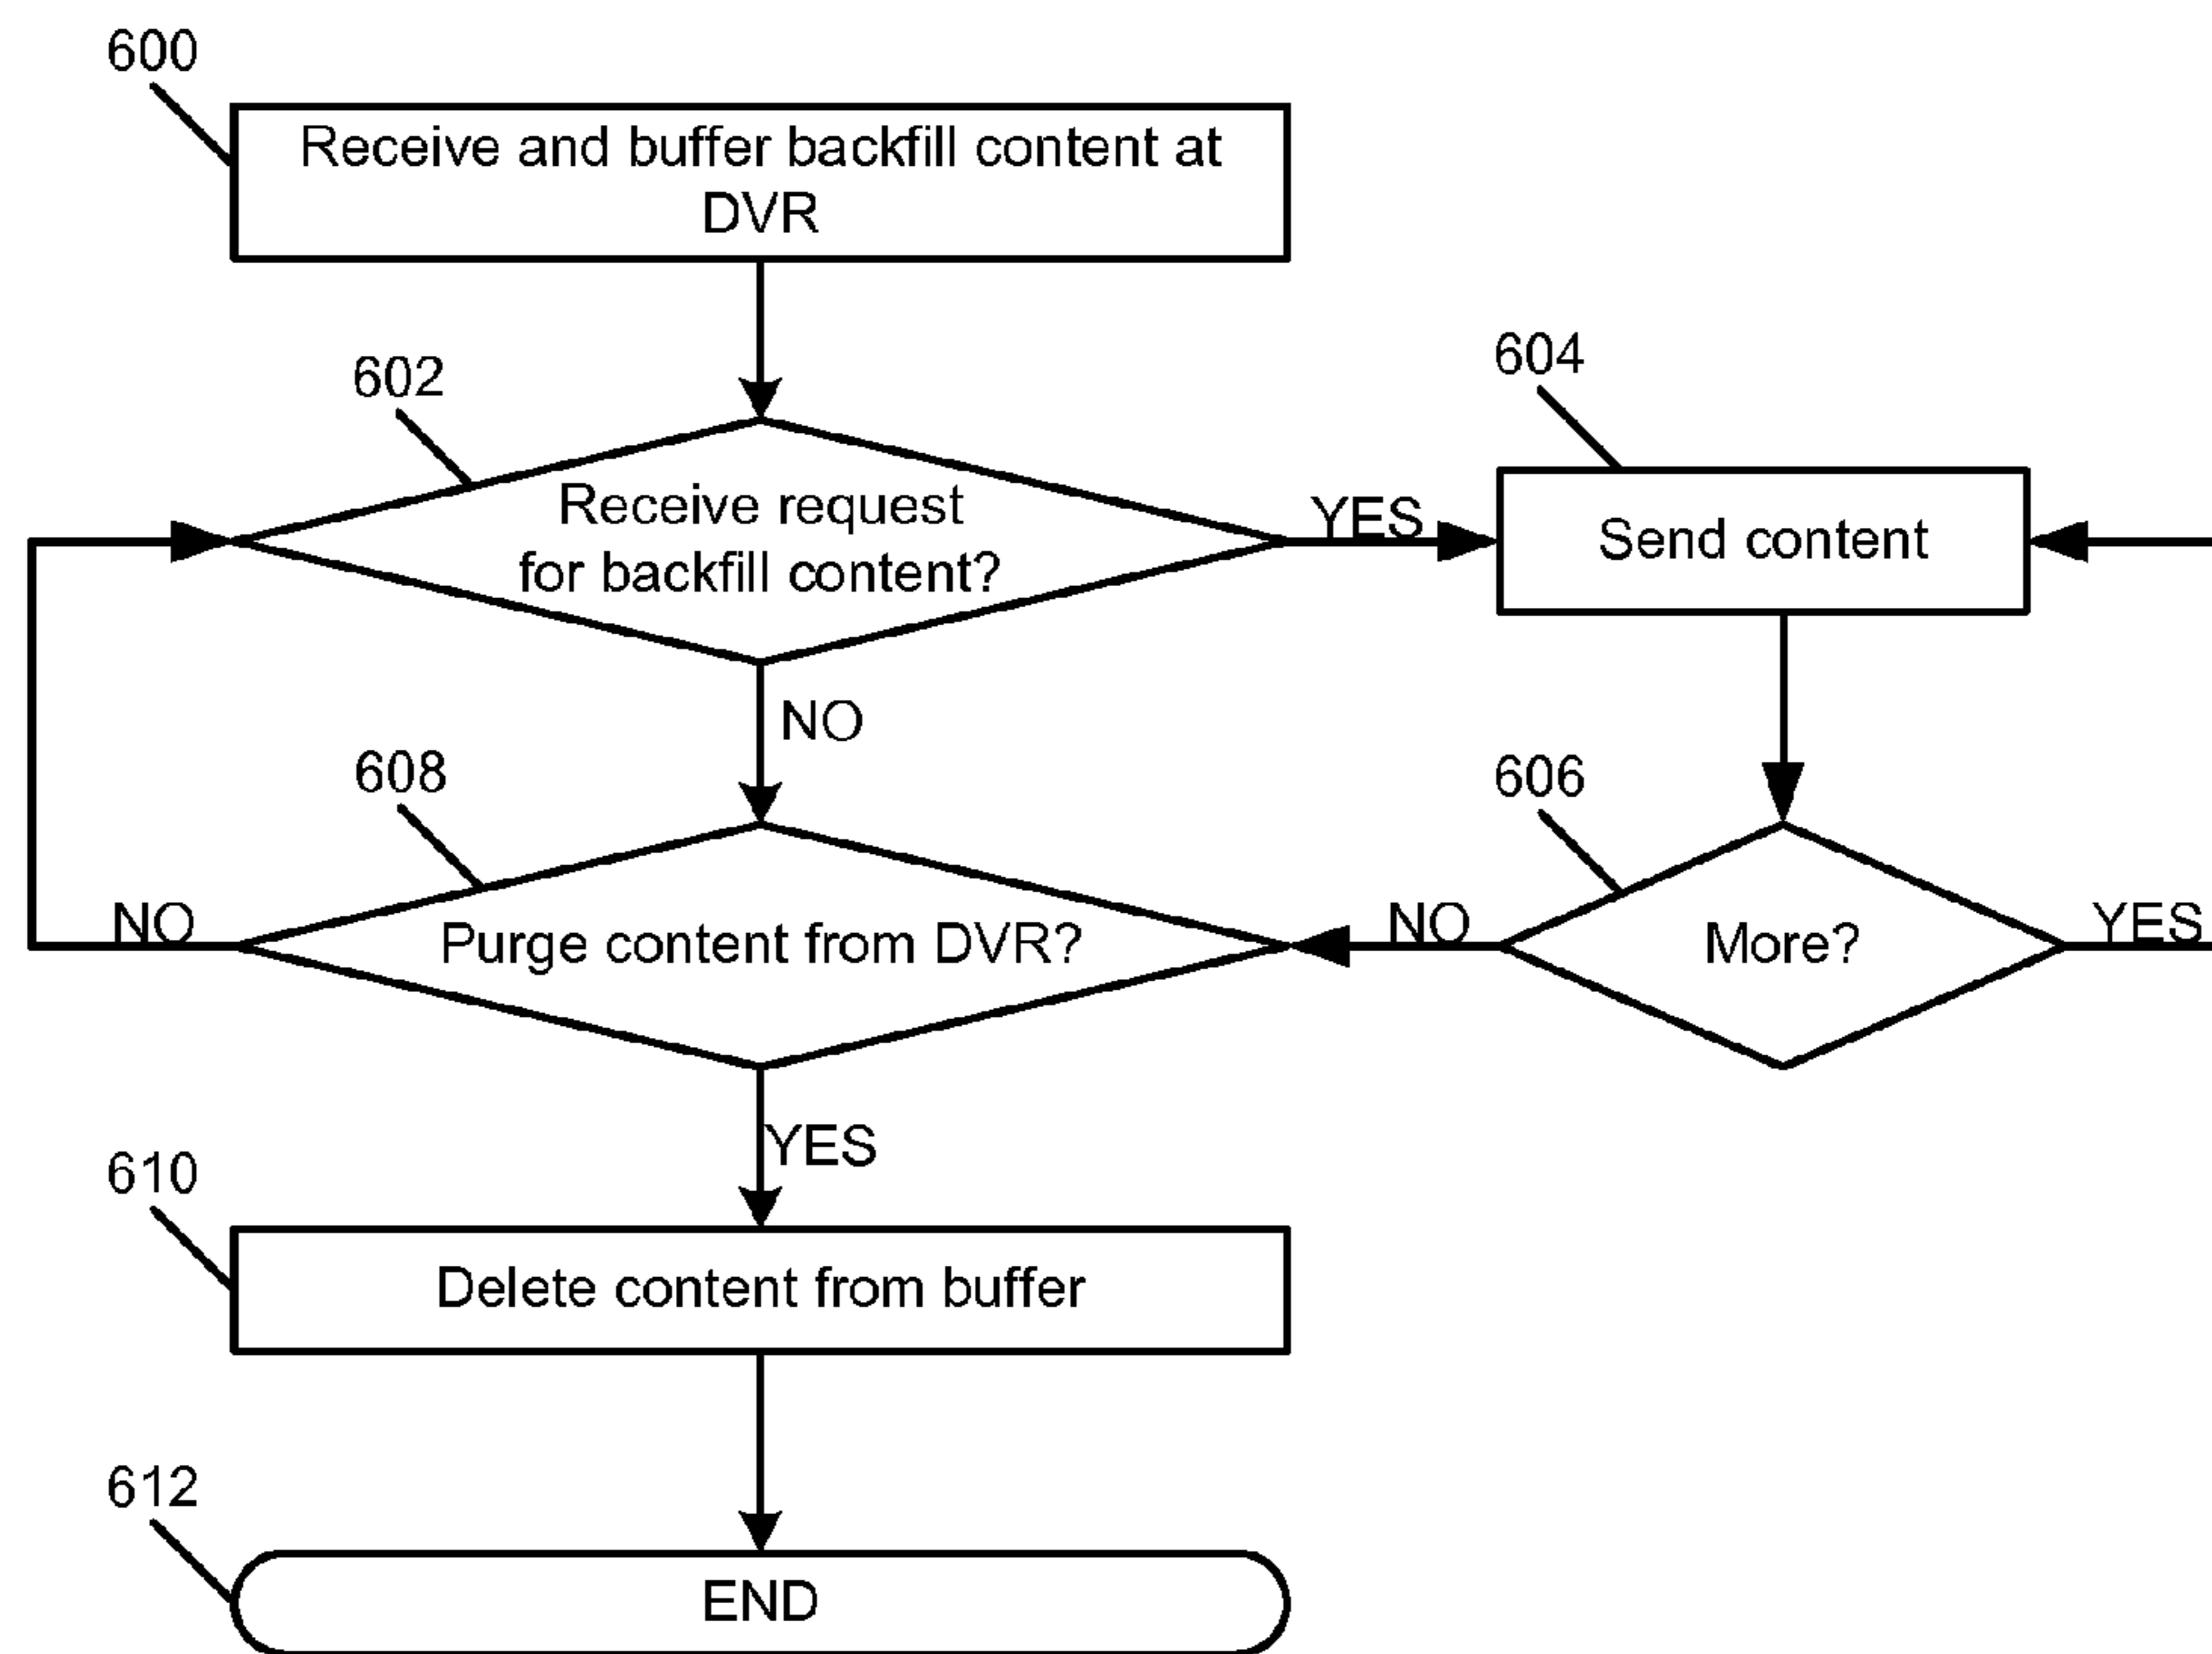 600
Receive and buffer backfill content at
DVR
602
Receive request
for backfill content?
YES
604
Send content
NO
608
Purge content from DVR?
NO
606
More?
NO
YES
YES
610
Delete content from buffer
612
END